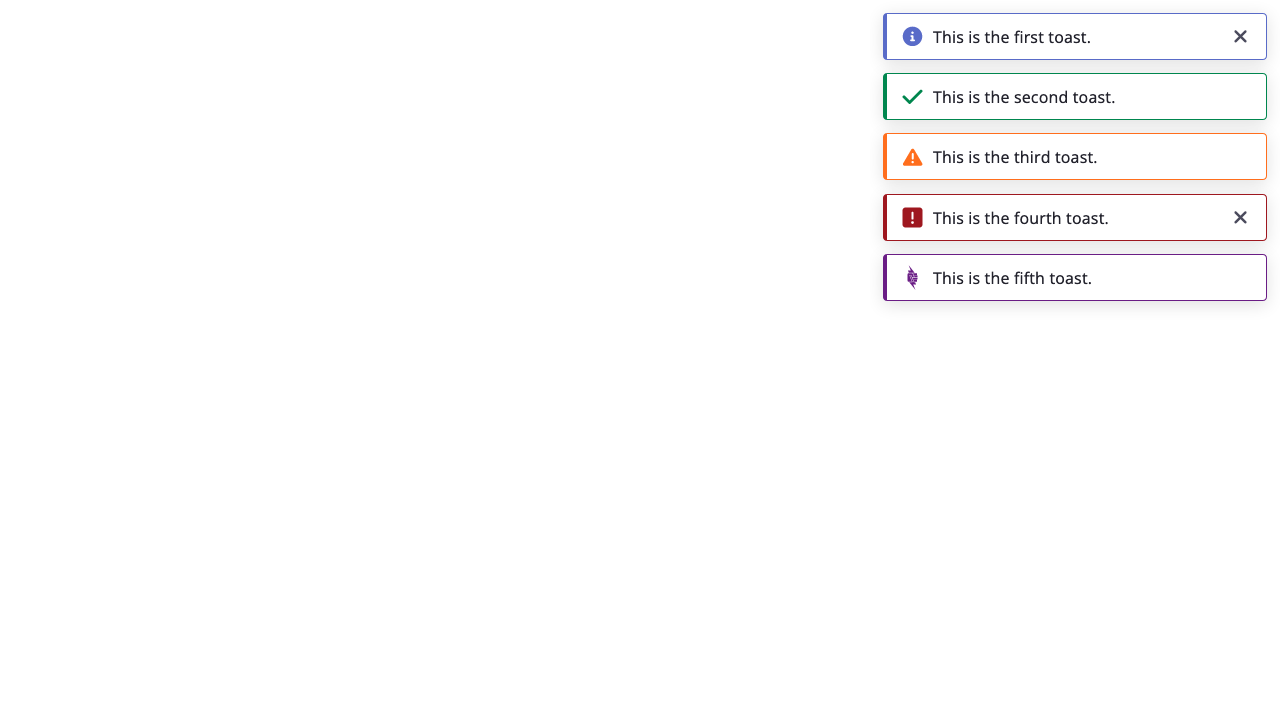 This is the first toast.
This is the second toast.
This is the third toast.
This is the fourth toast.
This is the fifth toast.